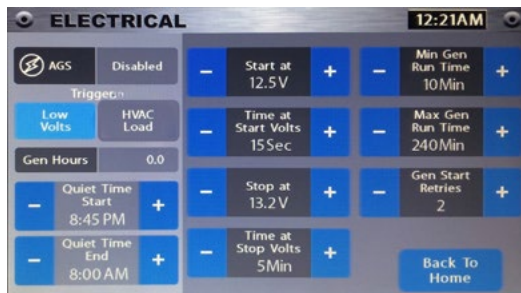 ELECTRICAL
12:21AM
AGS
Disabled
Triggers
Low
Volts
HVAC
Load
Gen Hours
0.0
– Quiet Time
Start
8:45 PM +
– Quiet Time
End
8:00 AM +
– Start at
12.5V +
– Time at
Start Volts
15Sec +
– Stop at
13.2V +
– Time at
Stop Volts
5Min +
– Min Gen
Run Time
10Min +
– Max Gen
Run Time
240Min +
– Gen Start
Retries
2 +
Back To
Home